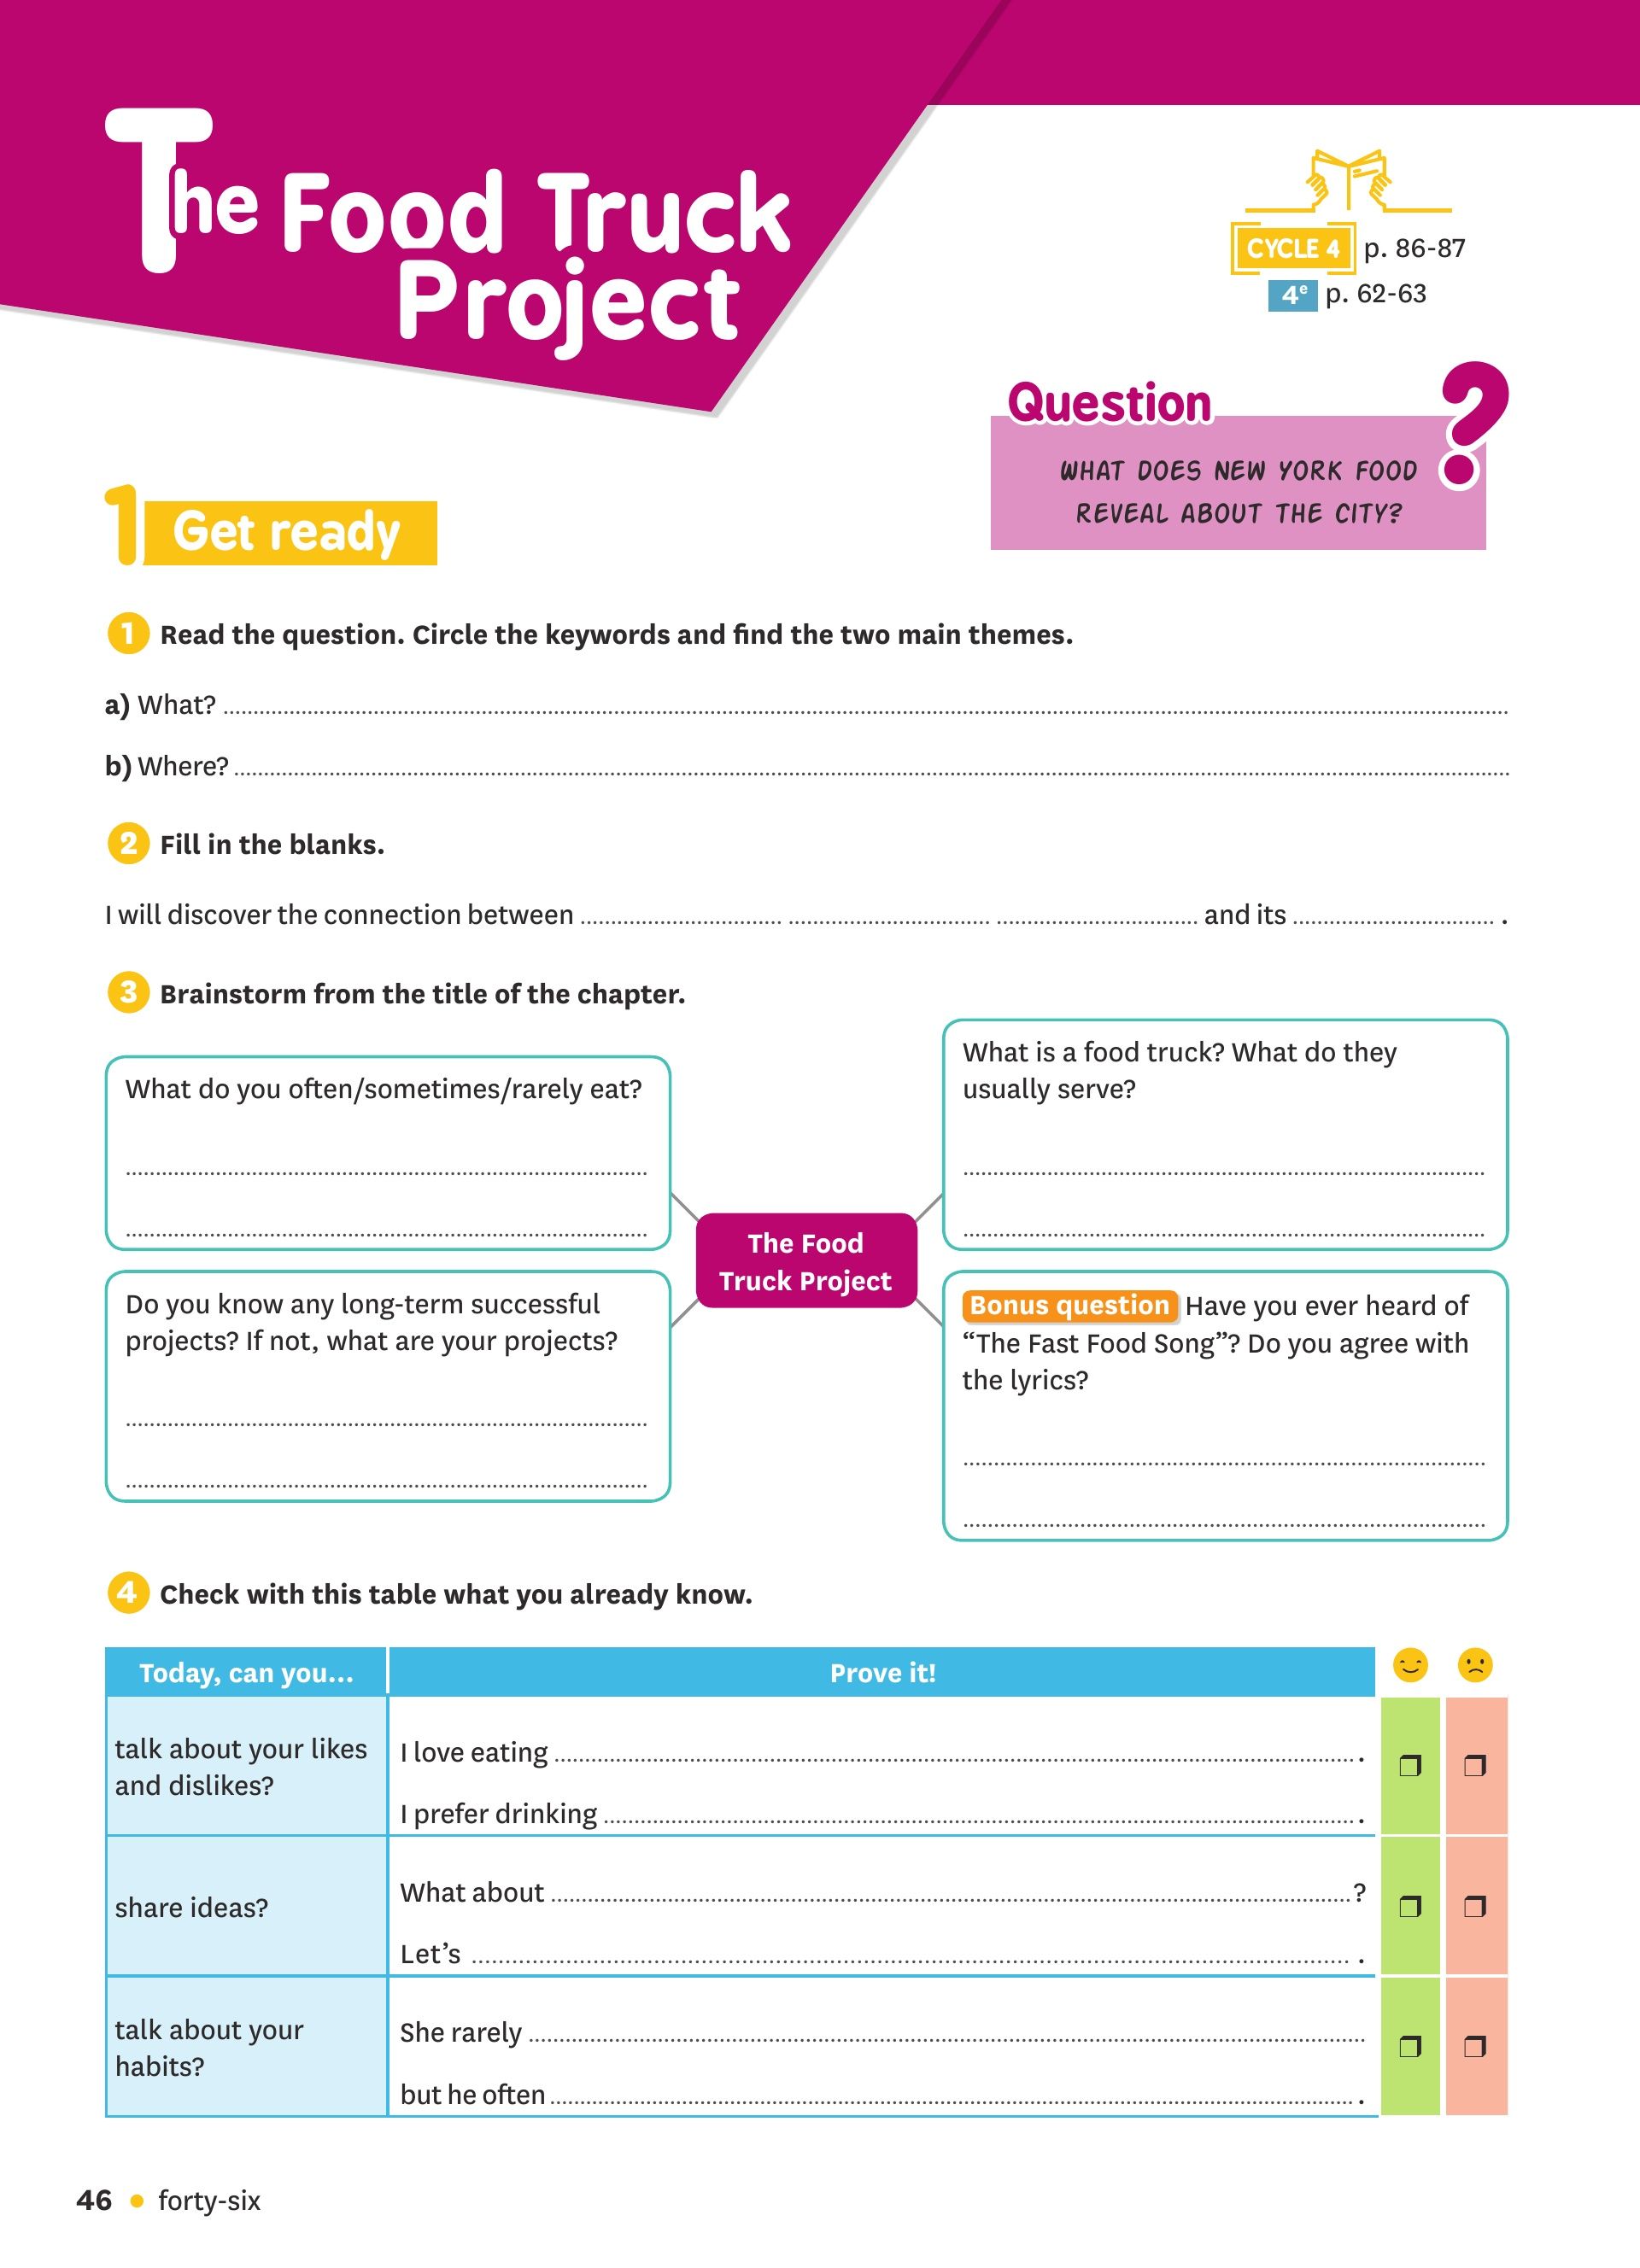 The Food Truck
Project
CYCLE 4 p. 86-87
4e p. 62-63
Question ?
WHAT DOES NEW YORK FOOD
REVEAL ABOUT THE CITY?
1 Get ready
1 Read the question. Circle the keywords and find the two main themes.
a) What? ........................................
b) Where? ........................................
2 Fill in the blanks.
I will discover the connection between .................... .................... .................... and its .................... .
3 Brainstorm from the title of the chapter.
What do you often/sometimes/rarely eat?
........................................
........................................
What is a food truck? What do they
usually serve?
........................................
........................................
The Food
Truck Project
Do you know any long-term successful
projects? If not, what are your projects?
........................................
........................................
Bonus question Have you ever heard of
“The Fast Food Song”? Do you agree with
the lyrics?
........................................
........................................
4 Check with this table what you already know.
Today, can you... Prove it!
talk about your likes
and dislikes?
I love eating ........................................ .
I prefer drinking ........................................ .
share ideas?
What about ........................................ ?
Let’s ........................................ .
talk about your
habits?
She rarely ........................................
but he often ........................................ .
46 • forty-six